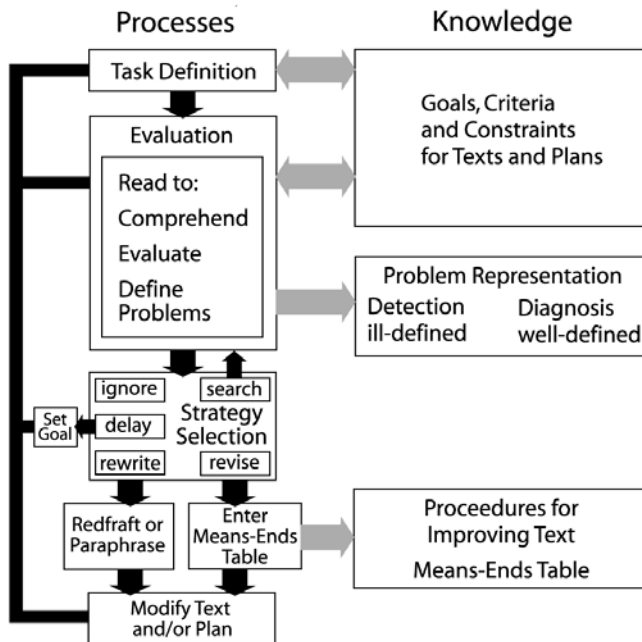 Processes
Knowledge
Task Definition
Goals, Criteria
and Constraints
for Texts and Plans
Evaluation
Read to:
Comprehend
Evaluate
Define
Problems
Problem Representation
Detection
ill-defined
Diagnosis
well-defined
ignore
search
Strategy
Selection
Set
Goal
delay
rewrite
revise
Redfraft or
Paraphrase
Enter
Means-Ends
Table
Proceedures for
Improving Text
Means-Ends Table
Modify Text
and/or Plan